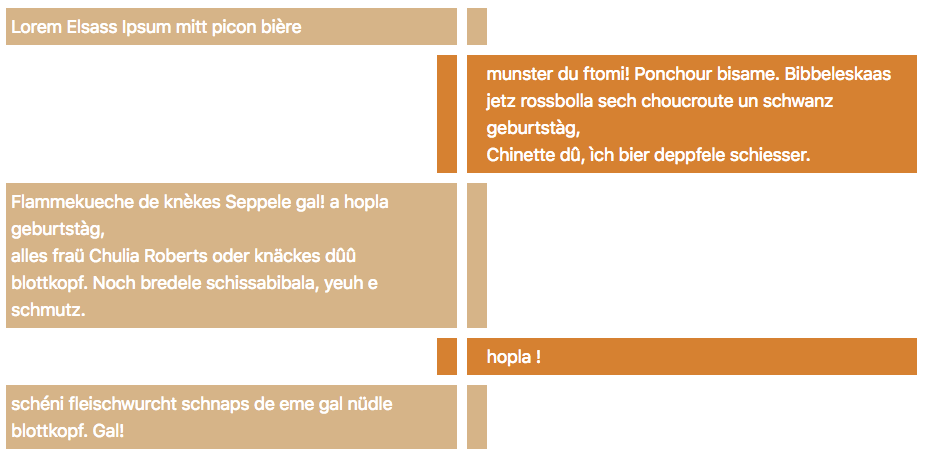 Lorem Elsass Ipsum mitt picon bière
munster du ftomi! Ponchour bisame. Bibbeleskaas
jetz rossbolla sech choucroute un schwanz
geburtstàg,
Chinette dû, ìch bier deppfele schiesser.
Flammekueche de knèkes Seppele gal! a hopla
geburtstàg,
alles fraü Chulia Roberts oder knäckes dûû
blottkopf. Noch bredele schissabibala, yeuh e
schmutz.
hopla !
schéni fleischwurcht schnaps de eme gal nüdle
blottkopf. Gal!